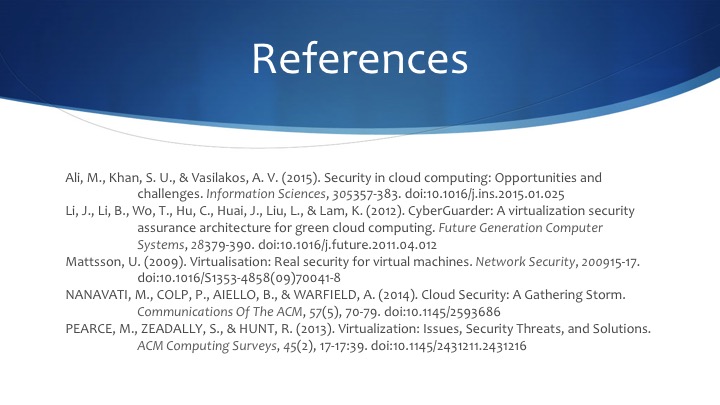 References
Ali, M., Khan, S. U., & Vasilakos, A. V. (2015). Security in cloud computing: Opportunities and
challenges. Information Sciences, 305357-383. doi:10.1016/j.ins.2015.01.025
Li, J., Li, B., Wo, T., Hu, C., Huai, J., Liu, L., & Lam, K. (2012). CyberGuarder: A virtualization security
assurance architecture for green cloud computing. Future Generation Computer
Systems, 28379-390. doi:10.1016/j.future.2011.04.012
Mattsson, U. (2009). Virtualisation: Real security for virtual machines. Network Security, 200915-17.
doi:10.1016/S1353-4858(09)70041-8
NANAVATI, M., COLP, P., AIELLO, B., & WARFIELD, A. (2014). Cloud Security: A Gathering Storm.
Communications Of The ACM, 57(5), 70-79. doi:10.1145/2593686
PEARCE, M., ZEADALLY, S., & HUNT, R. (2013). Virtualization: Issues, Security Threats, and Solutions.
ACM Computing Surveys, 45(2), 17-17:39. doi:10.1145/2431211.2431216